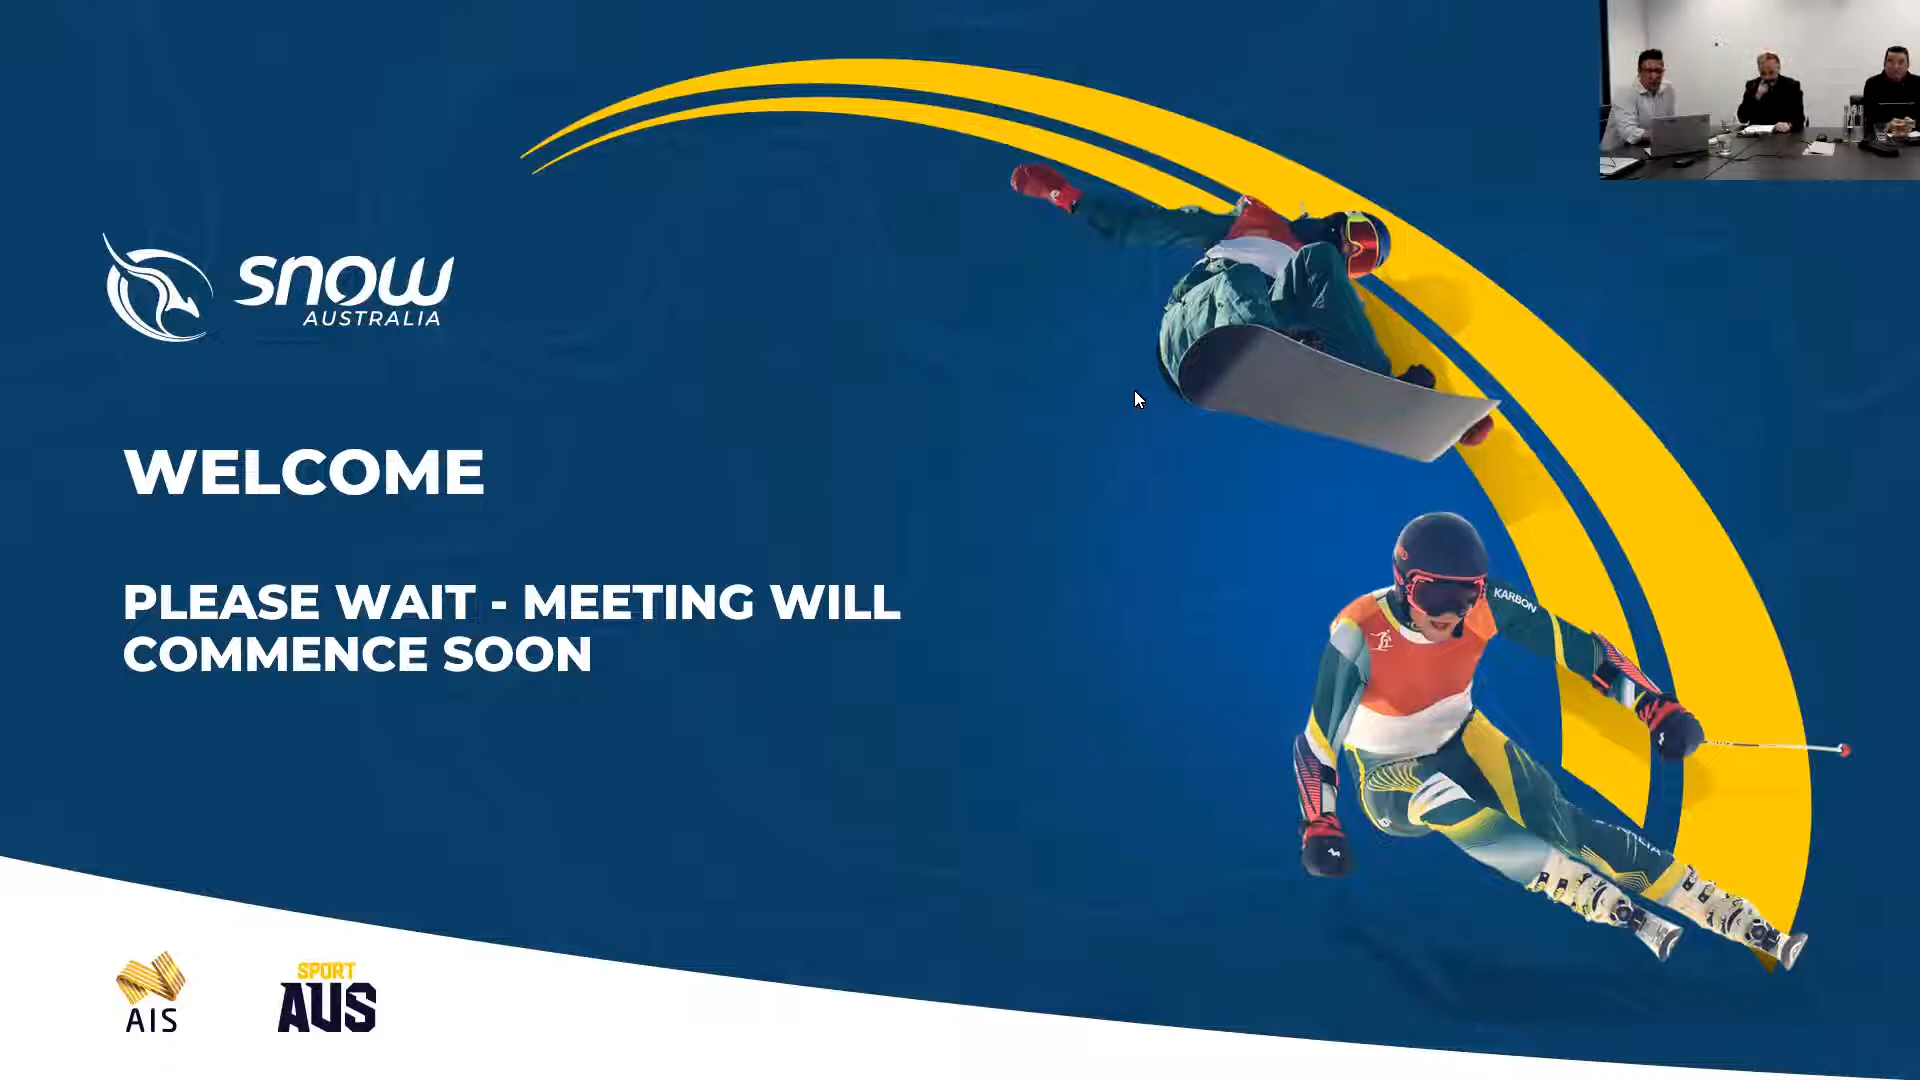 snow
AUSTRALIA
WELCOME
PLEASE WAIT - MEETING WILL
COMMENCE SOON
KARBON
AIS
SPORT
AUS